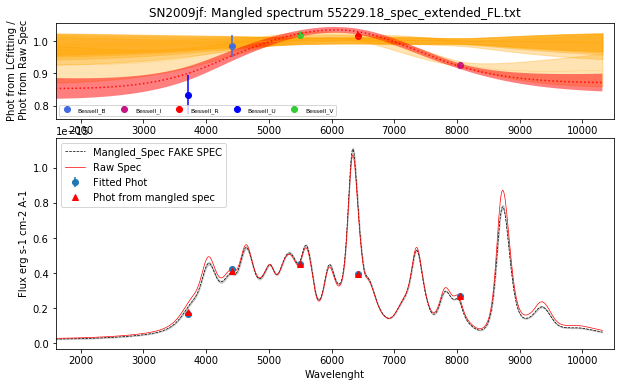 SN2009jf: Mangled spectrum 55229.18_spec_extended_FL.txt
Phot from LCfitting /
Phot from Raw Spec
1.0
0.9
0.8
Bessell_B
Bessell_I
Bessell_R
Bessell_U
Bessell_V
2000 3000 4000 5000 6000 7000 8000 9000 10000
Flux erg s-1 cm-2 A-1
1.0
0.8
0.6
0.4
0.2
0.0
Mangled_Spec FAKE SPEC
Raw Spec
Fitted Phot
Phot from mangled spec
2000 3000 4000 5000 6000 7000 8000 9000 10000
Wavelenght